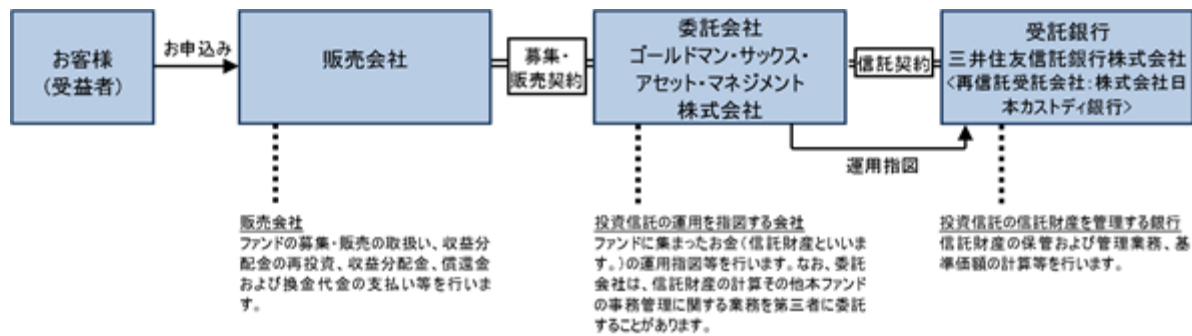 お客様
(受益者)
お申込み
販売会社
募集・
販売契約
委託会社
ゴールドマン・サックス・
アセット・マネジメント
株式会社
信託契約
受託銀行
三井住友信託銀行株式会社
<再信託受託会社:株式会社日
本カストディ銀行>
運用指図
販売会社
ファンドの募集・販売の取扱い、収益分
配金の再投資、収益分配金、償還金
および換金代金の支払い等を行いま
す。
投資信託の運用を指図する会社
ファンドに集まったお金(信託財産といいま
す。)の運用指図等を行います。なお、委託
会社は、信託財産の計算その他本ファンド
の事務管理に関する業務を第三者に委託
することがあります。
投資信託の信託財産を管理する銀行
信託財産の保管および管理業務、基
準価額の計算等を行います。